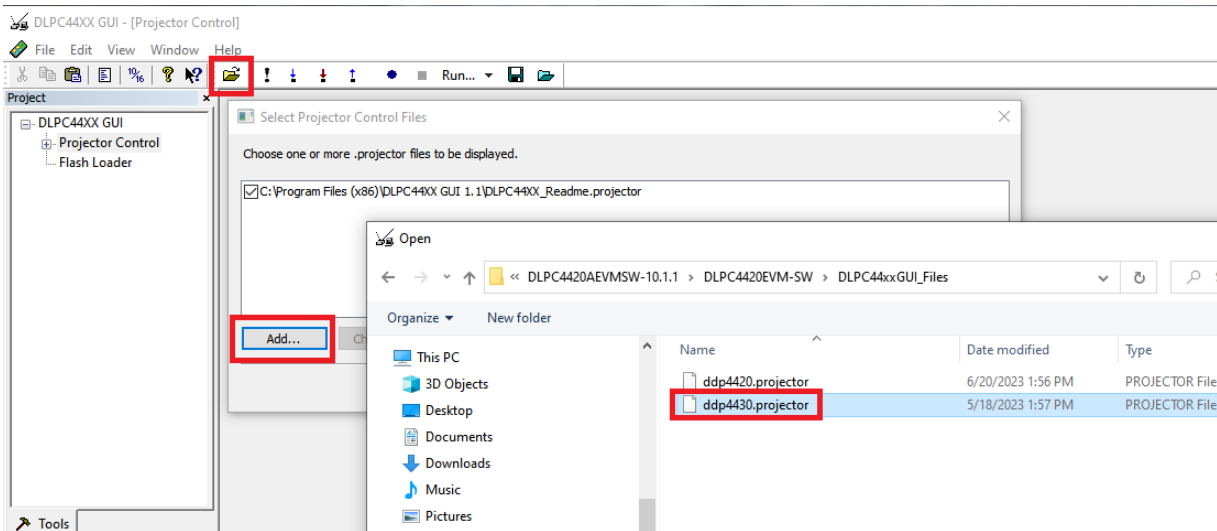 DLPC44XX GUI - [Projector Control]
File Edit View Window Help
10/16 Run...
Project x
DLPC44XX GUI
Projector Control
Flash Loader
Select Projector Control Files
Choose one or more .projector files to be displayed.
C:\Program Files (x86)\DLPC44XX GUI 1.1\DLPC44XX_Readme.projector
Open
« DLPC4420AEVMSW-10.1.1 > DLPC4420EVM-SW > DLPC44xxGUI_Files
Organize New folder
Add... Ch
Name Date modified Type
This PC
3D Objects
ddp4420.projector 6/20/2023 1:56 PM PROJECTOR File
ddp4430.projector 5/18/2023 1:57 PM PROJECTOR File
Desktop
Documents
Downloads
Music
Pictures
Tools